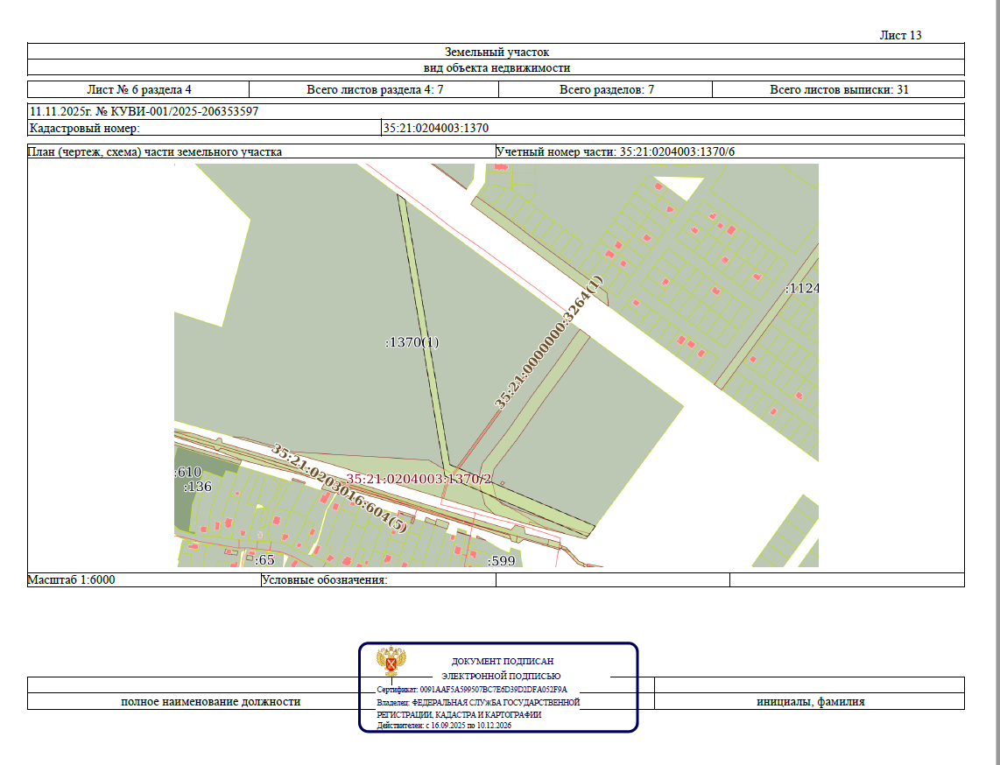 Лист 13
Земельный участок
вид объекта недвижимости
Лист № 6 раздела 4 Всего листов раздела 4: 7 Всего разделов: 7 Всего листов выписки: 31
11.11.2025г. № КУВИ-001/2025-206353597
Кадастровый номер: 35:21:0204003:1370
План (чертеж, схема) части земельного участка Учетный номер части: 35:21:0204003:1370/6
:1124
35:21:0000000:3264(1)
:1370(1)
35:21:0203016:604(5)
:610
35:21:0204003:1370/2
:136
:65
:599
Масштаб 1:6000 Условные обозначения:
ДОКУМЕНТ ПОДПИСАН
ЭЛЕКТРОННОЙ ПОДПИСЬЮ
Сертификат: 0091AAF5A599507BC7E6D39D2DFA052F9A
полное наименование должности Владелец: ФЕДЕРАЛЬНАЯ СЛУЖБА ГОСУДАРСТВЕННОЙ инициалы, фамилия
РЕГИСТРАЦИИ, КАДАСТРА И КАРТОГРАФИИ
Действителен: с 16.09.2025 по 10.12.2026